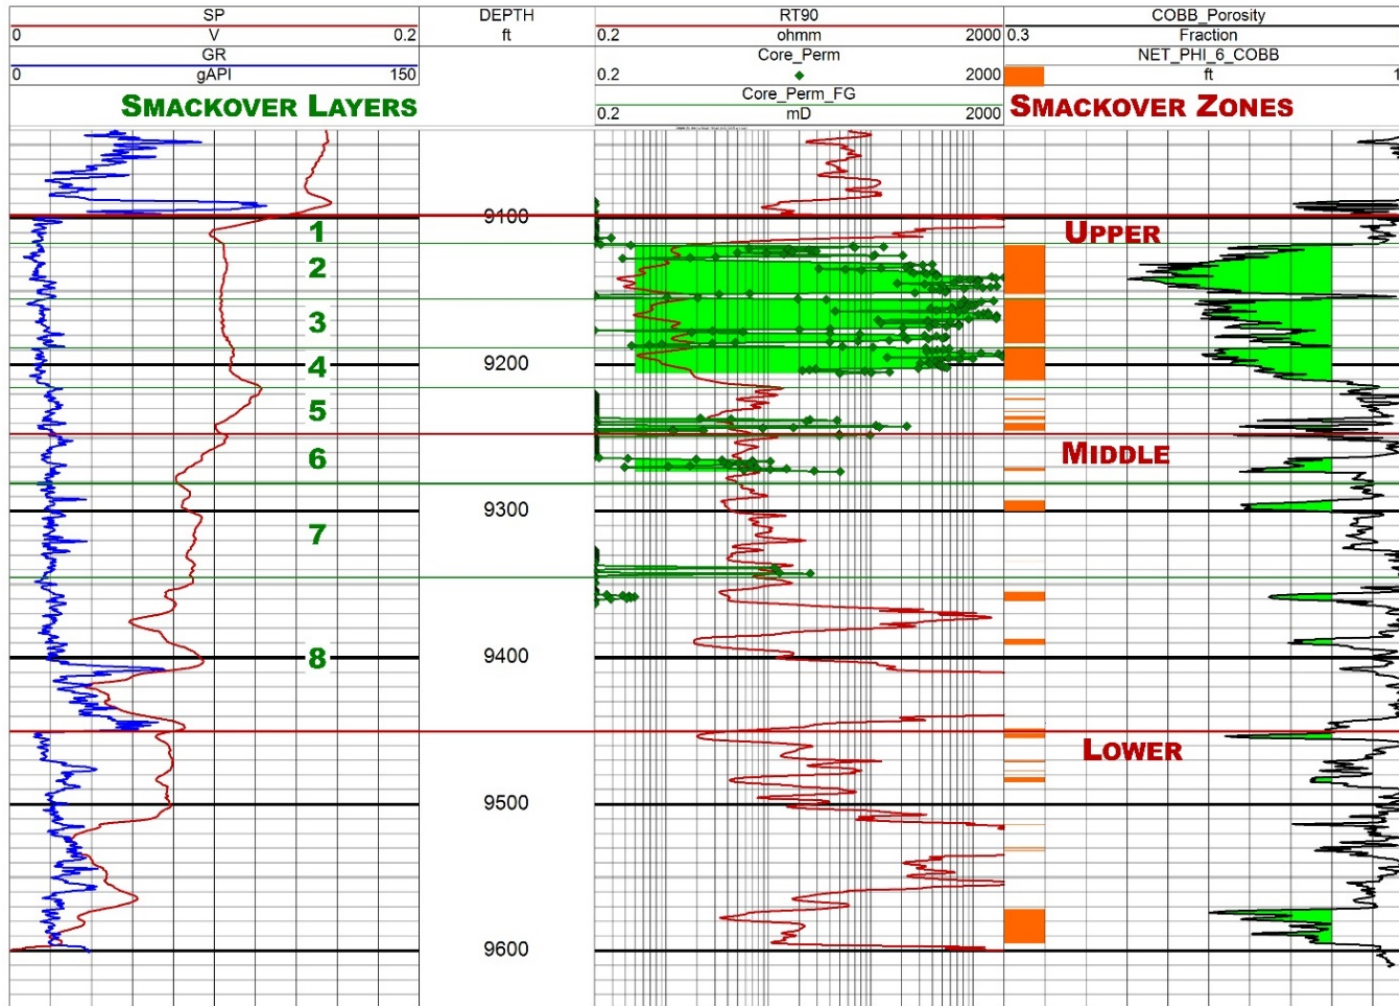 SP DEPTH RT90 COBB_Porosity
0 V 0.2 ft 0.2 ohmm 2000 0.3 Fraction
GR Core_Perm NET_PHI_6_COBB
0 gAPI 150 0.2 2000 ft 1
SMACKOVER LAYERS Core_Perm_FG SMACKOVER ZONES
0.2 mD 2000
9100
1 UPPER
2
3
4 9200
5
6 MIDDLE
9300
7
8 9400
LOWER
9500
9600